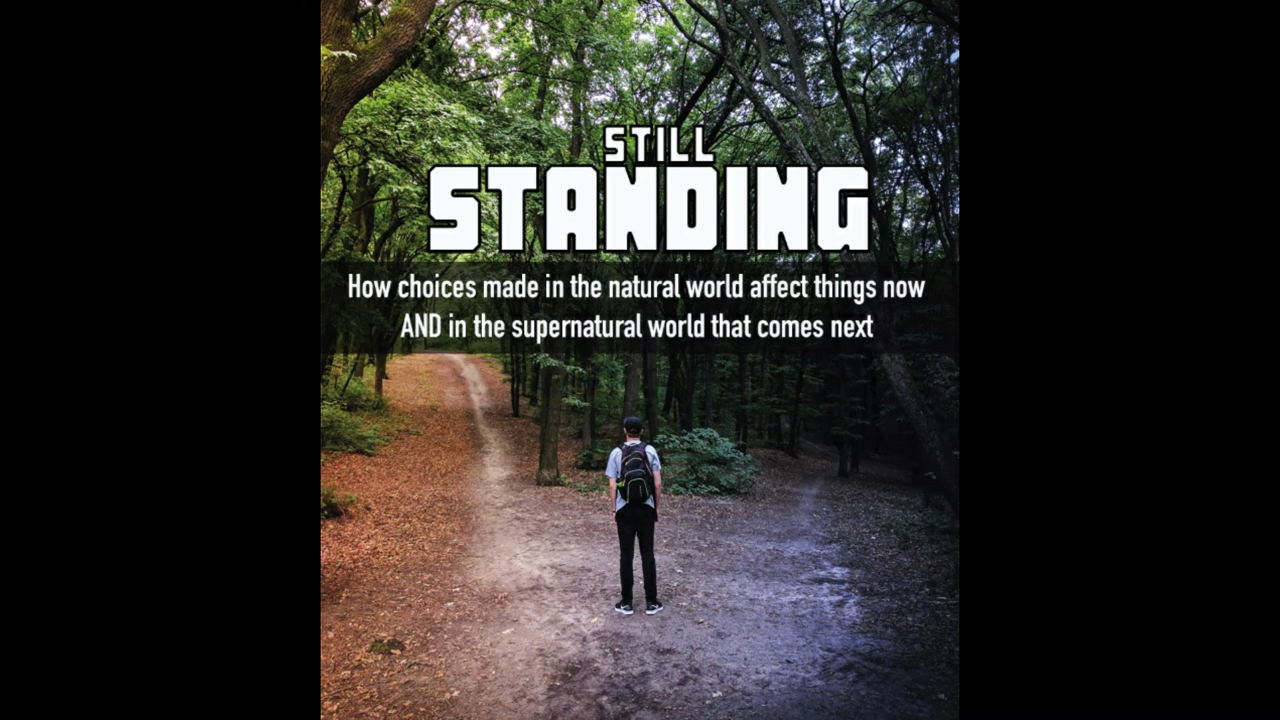 STILL
STANDING
How choices made in the natural world affect things now
AND in the supernatural world that comes next